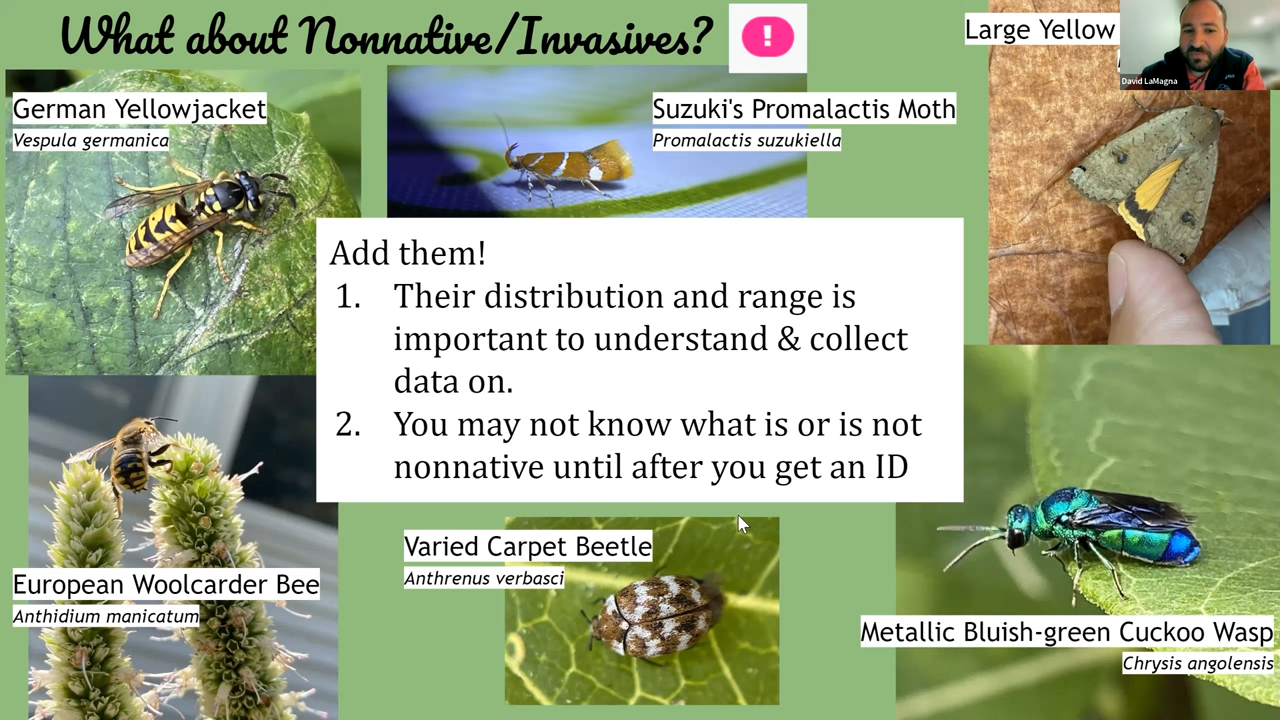 What about Nonnative/Invasives?
German Yellowjacket
Vespula germanica
Suzuki's Promalactis Moth
Promalactis suzukiella
Large Yellow
David LaMagna
Add them!
1. Their distribution and range is
important to understand & collect
data on.
2. You may not know what is or is not
nonnative until after you get an ID
European Woolcarder Bee
Anthidium manicatum
Varied Carpet Beetle
Anthrenus verbasci
Metallic Bluish-green Cuckoo Wasp
Chrysis angolensis